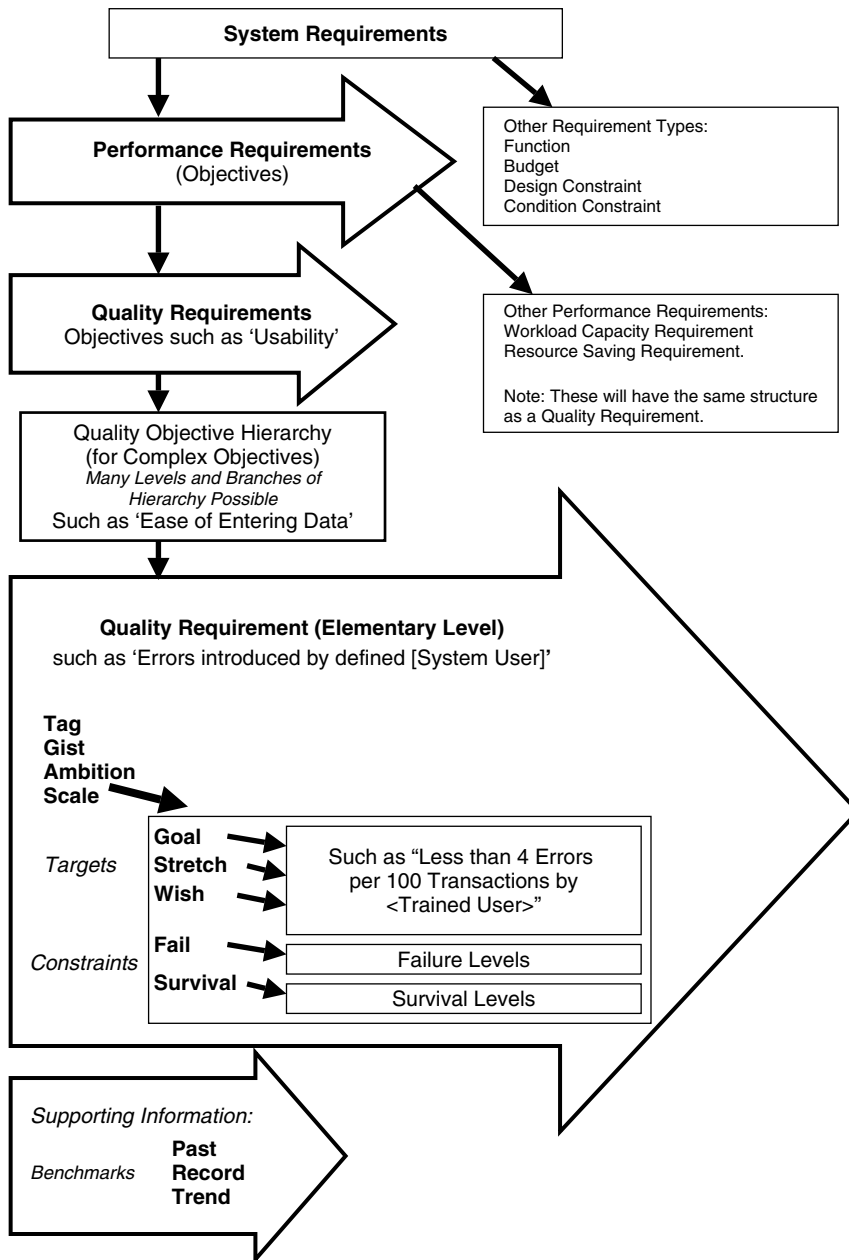 System Requirements
Performance Requirements
(Objectives)
Other Requirement Types:
Function
Budget
Design Constraint
Condition Constraint
Quality Requirements
Objectives such as ‘Usability’
Other Performance Requirements:
Workload Capacity Requirement
Resource Saving Requirement.
Note: These will have the same structure
as a Quality Requirement.
Quality Objective Hierarchy
(for Complex Objectives)
Many Levels and Branches of
Hierarchy Possible
Such as ‘Ease of Entering Data’
Quality Requirement (Elementary Level)
such as ‘Errors introduced by defined [System User]’
Tag
Gist
Ambition
Scale
Targets
Goal
Stretch
Wish
Such as “Less than 4 Errors
per 100 Transactions by
<Trained User>”
Constraints
Fail
Failure Levels
Survival
Survival Levels
Supporting Information:
Benchmarks
Past
Record
Trend